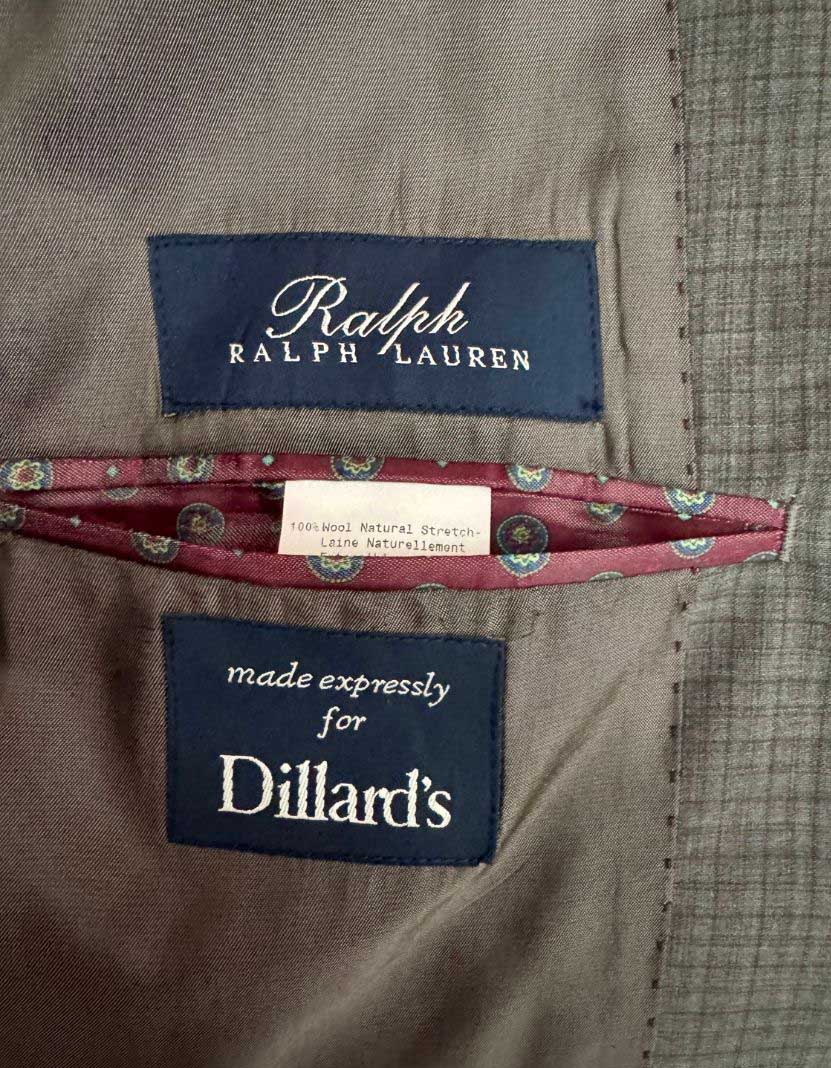 Ralph
RALPH LAUREN
100% Wool Natural Stretch-
Laine Naturellement
made expressly
for
Dillard's